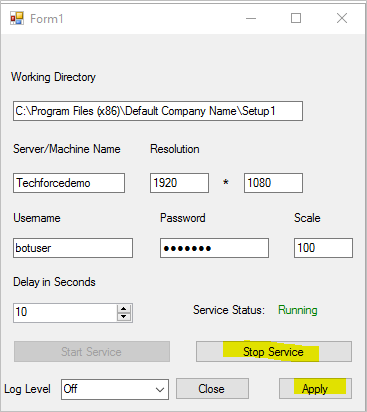 Form1
Working Directory
C:\Program Files (x86)\Default Company Name\Setup1
Server/Machine Name Resolution
Techforcedemo 1920 * 1080
Username Password Scale
botuser ●●●●●●● 100
Delay in Seconds
10 Service Status: Running
Start Service Stop Service
Log Level Off Close Apply